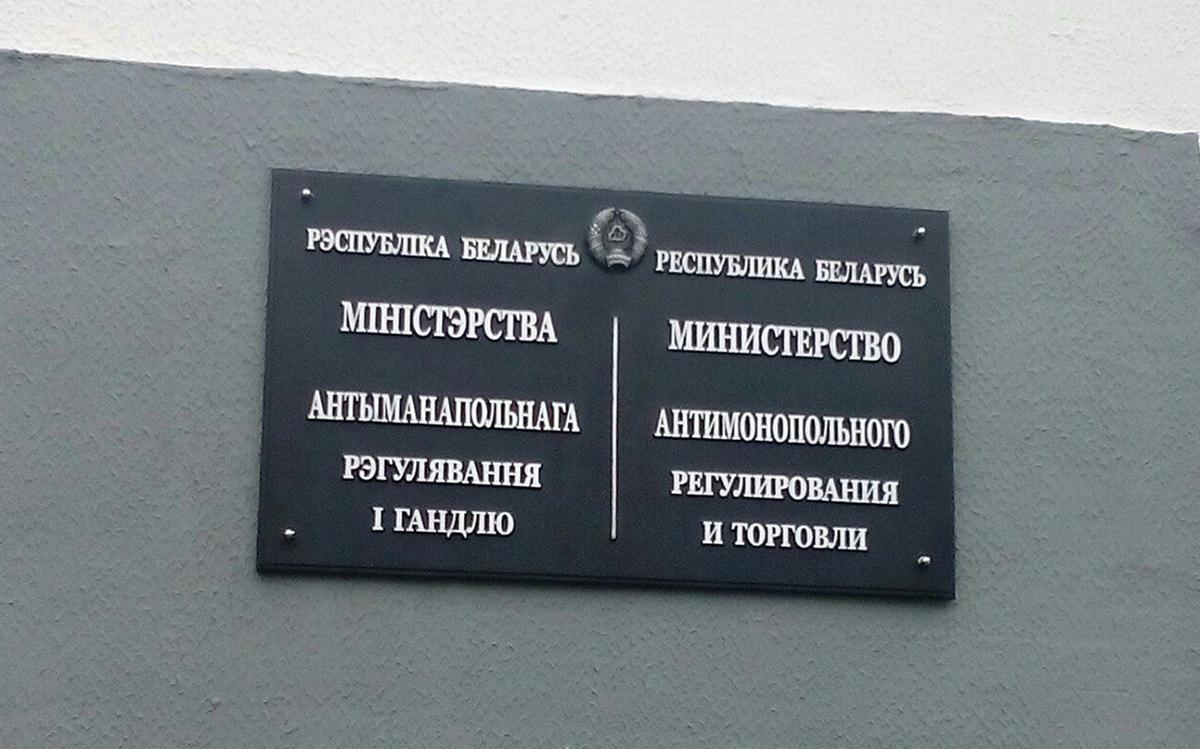 РЭСПУБЛІКА БЕЛАРУСЬ
МІНІСТЭРСТВА
АНТЫМАНАПОЛЬНАГА
РЭГУЛЯВАННЯ
І ГАНДЛЮ
РЕСПУБЛИКА БЕЛАРУСЬ
МИНИСТЕРСТВО
АНТИМОНОПОЛЬНОГО
РЕГУЛИРОВАНИЯ
И ТОРГОВЛИ